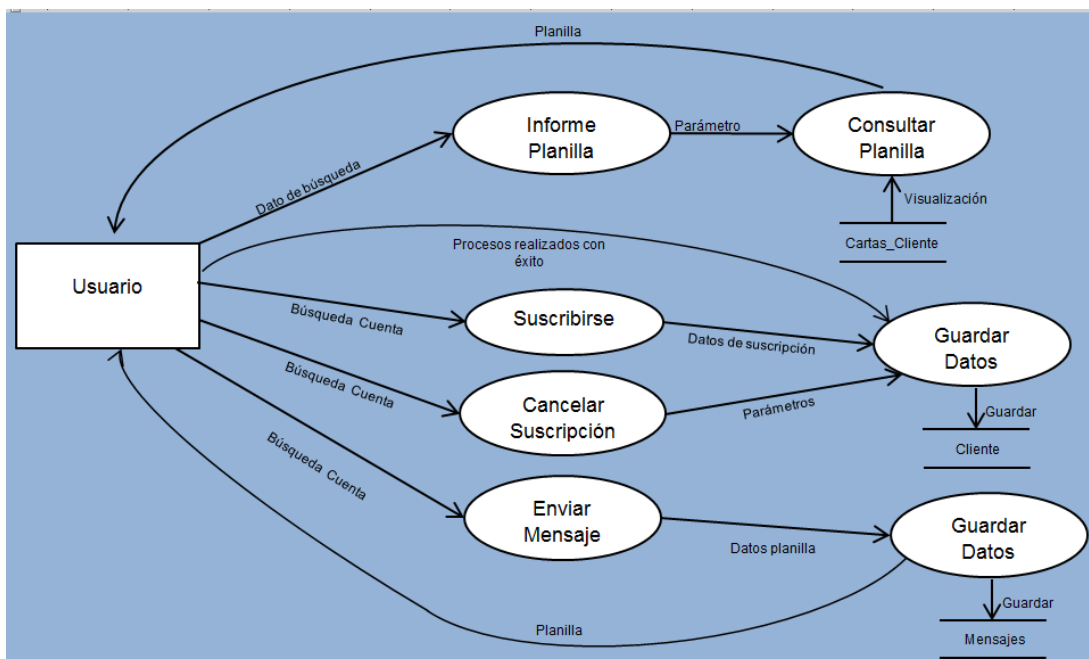 Planilla
Informe
Planilla
Parámetro
Consultar
Planilla
Dato de búsqueda
Visualización
Cartas_Cliente
Procesos realizados con
éxito
Usuario
Búsqueda Cuenta
Suscribirse
Datos de suscripción
Guardar
Datos
Búsqueda Cuenta
Cancelar
Suscripción
Parámetros
Guardar
Cliente
Búsqueda Cuenta
Enviar
Mensaje
Datos planilla
Guardar
Datos
Guardar
Planilla
Mensajes